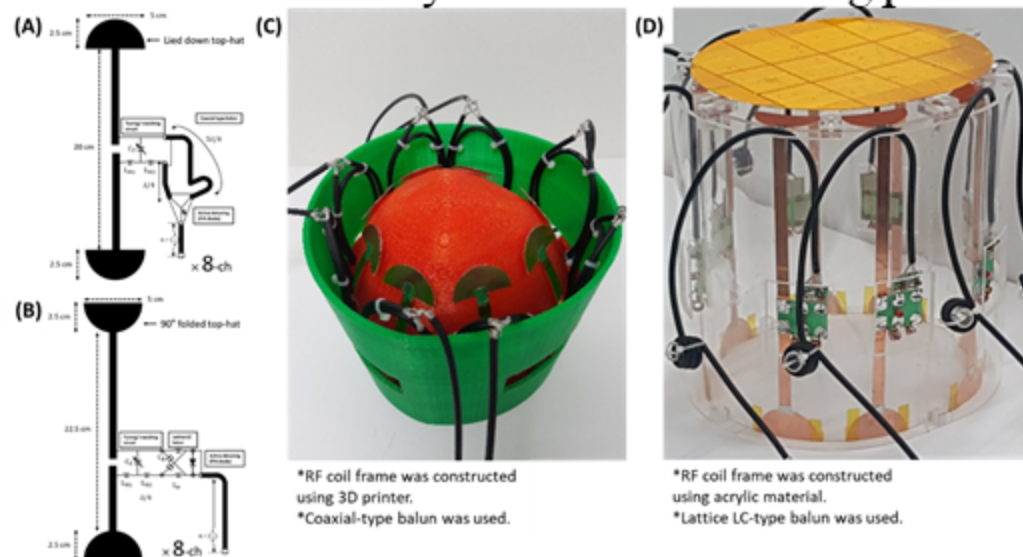 (A)
5 cm
2.5 cm
Lied down top-hat
20 cm
λ/4
2.5 cm
× 8-ch
(B)
5 cm
2.5 cm
90° folded top-hat
22.5 cm
λ/4
2.5 cm
× 8-ch
(C)
*RF coil frame was constructed
using 3D printer.
*Coaxial-type balun was used.
(D)
*RF coil frame was constructed
using acrylic material.
*Lattice LC-type balun was used.